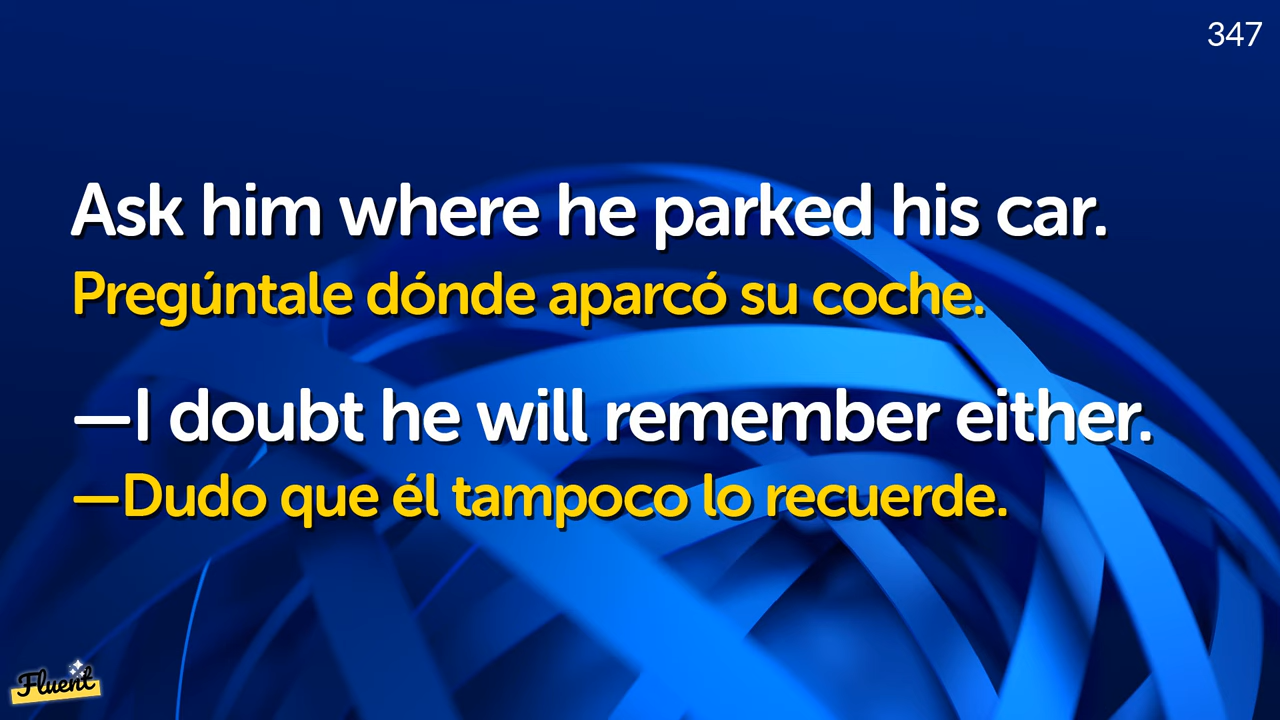 347
Ask him where he parked his car.
Pregúntale dónde aparcó su coche.
—I doubt he will remember either.
—Dudo que él tampoco lo recuerde.
Fluent